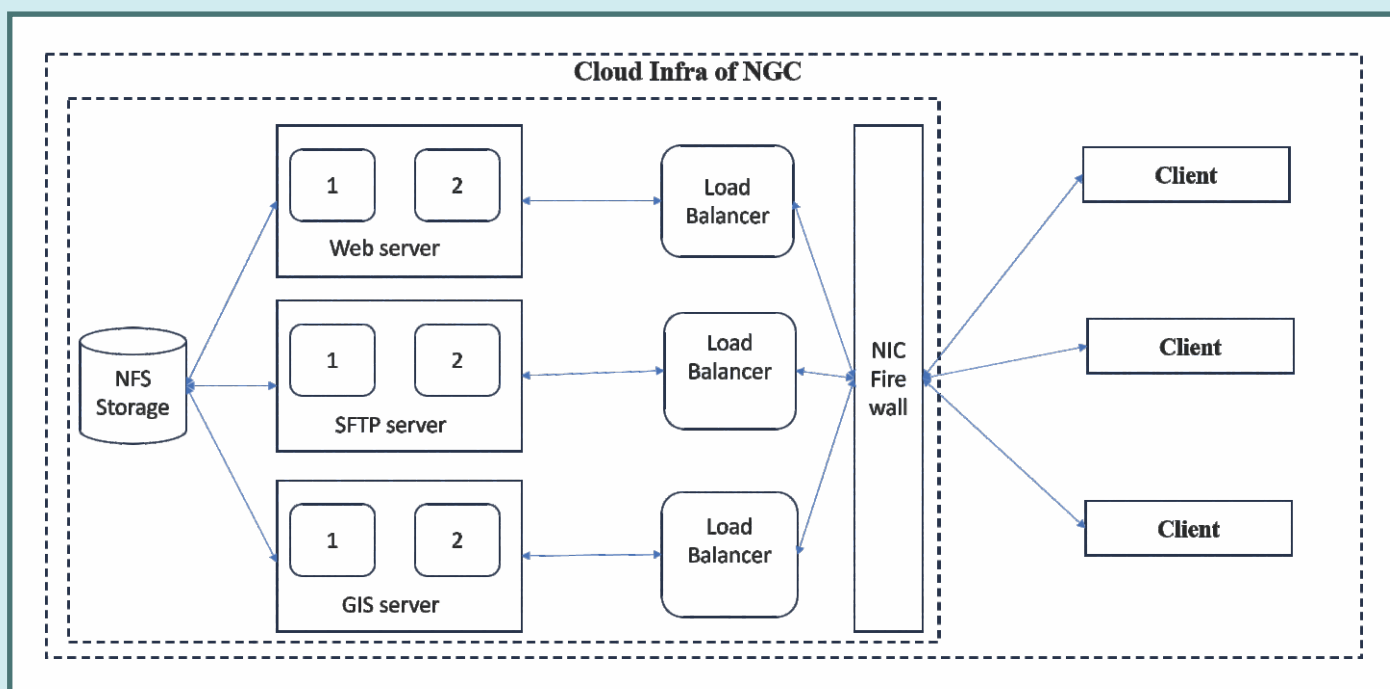 Cloud Infra of NGC
1
2
Web server
Load
Balancer
Client
NFS
Storage
1
2
SFTP server
Load
Balancer
NIC
Fire
wall
Client
1
2
GIS server
Load
Balancer
Client